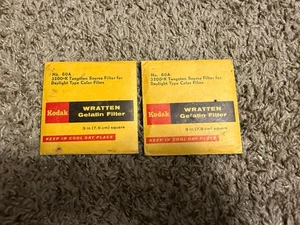 No. 80A
3200°K Tungsten Source Filter for
Daylight Type Color Films
Kodak
WRATTEN
Gelatin Filter
3 in (7.5 cm) square
KEEP IN COOL DRY PLACE
No. 80A
3200°K Tungsten Source Filter for
Daylight Type Color Films
Kodak
WRATTEN
Gelatin Filter
3 in (7.5 cm) square
KEEP IN COOL DRY PLACE